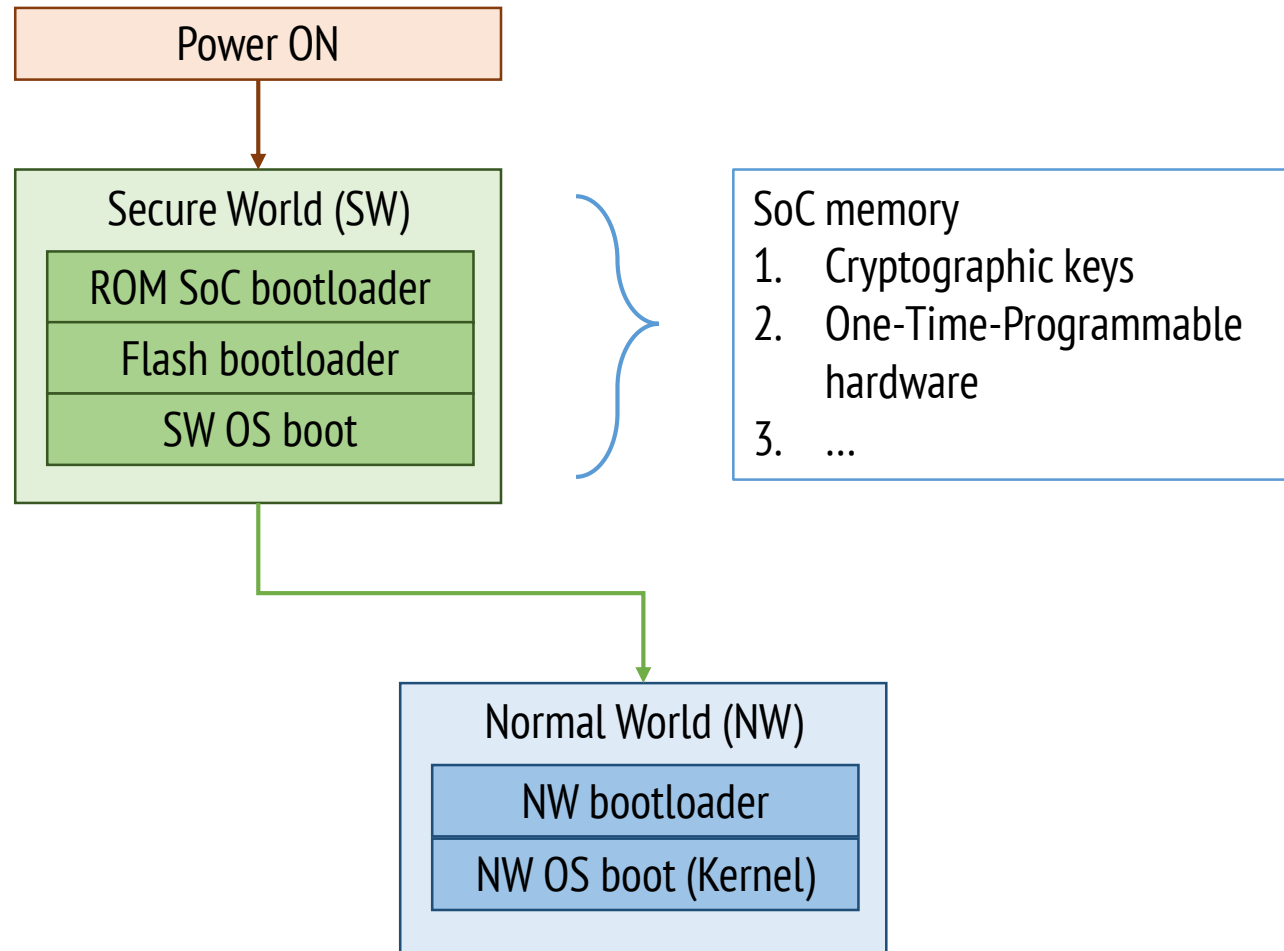 Power ON
Secure World (SW)
ROM SoC bootloader
Flash bootloader
SW OS boot
SoC memory
1. Cryptographic keys
2. One-Time-Programmable
hardware
3. ...
Normal World (NW)
NW bootloader
NW OS boot (Kernel)